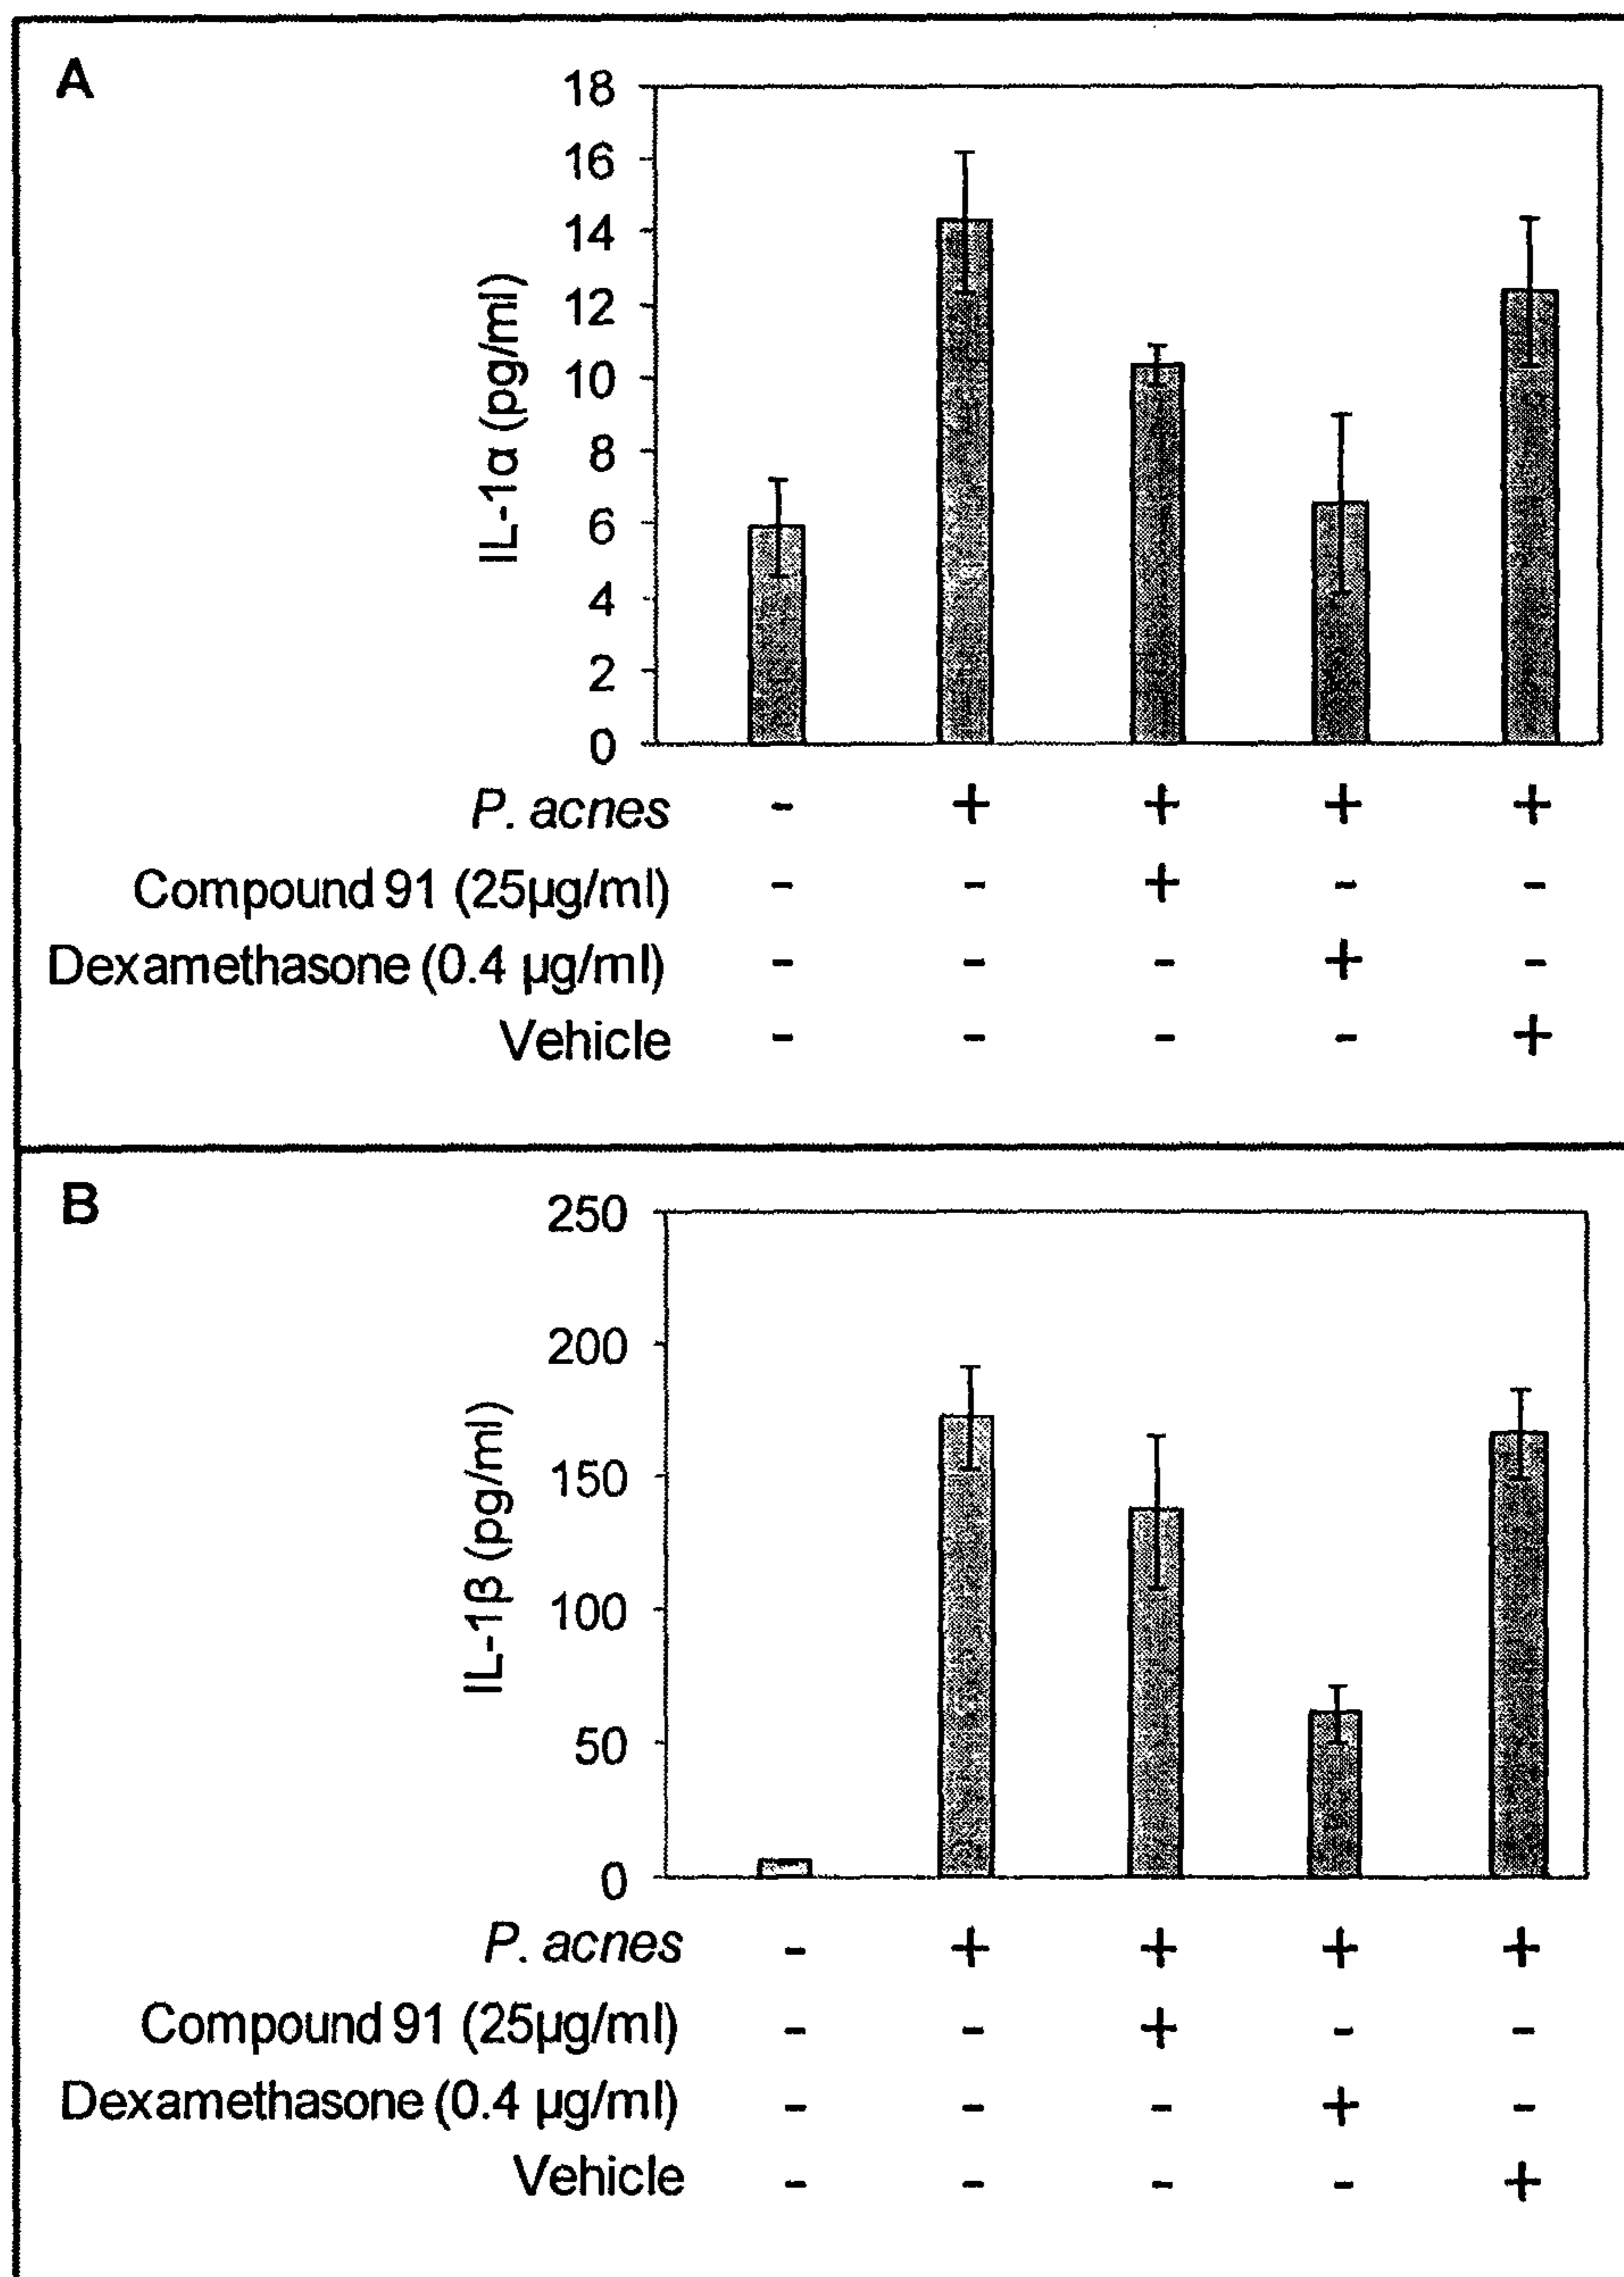 A
18
16
14
12
10
8
6
4
2
0
IL-1α (pg/ml)
P. acnes - + + + +
Compound 91 (25µg/ml) - - + - -
Dexamethasone (0.4 µg/ml) - - - + -
Vehicle - - - - +
B
250
200
150
100
50
0
IL-1β (pg/ml)
P. acnes - + + + +
Compound 91 (25µg/ml) - - + - -
Dexamethasone (0.4 µg/ml) - - - + -
Vehicle - - - - +